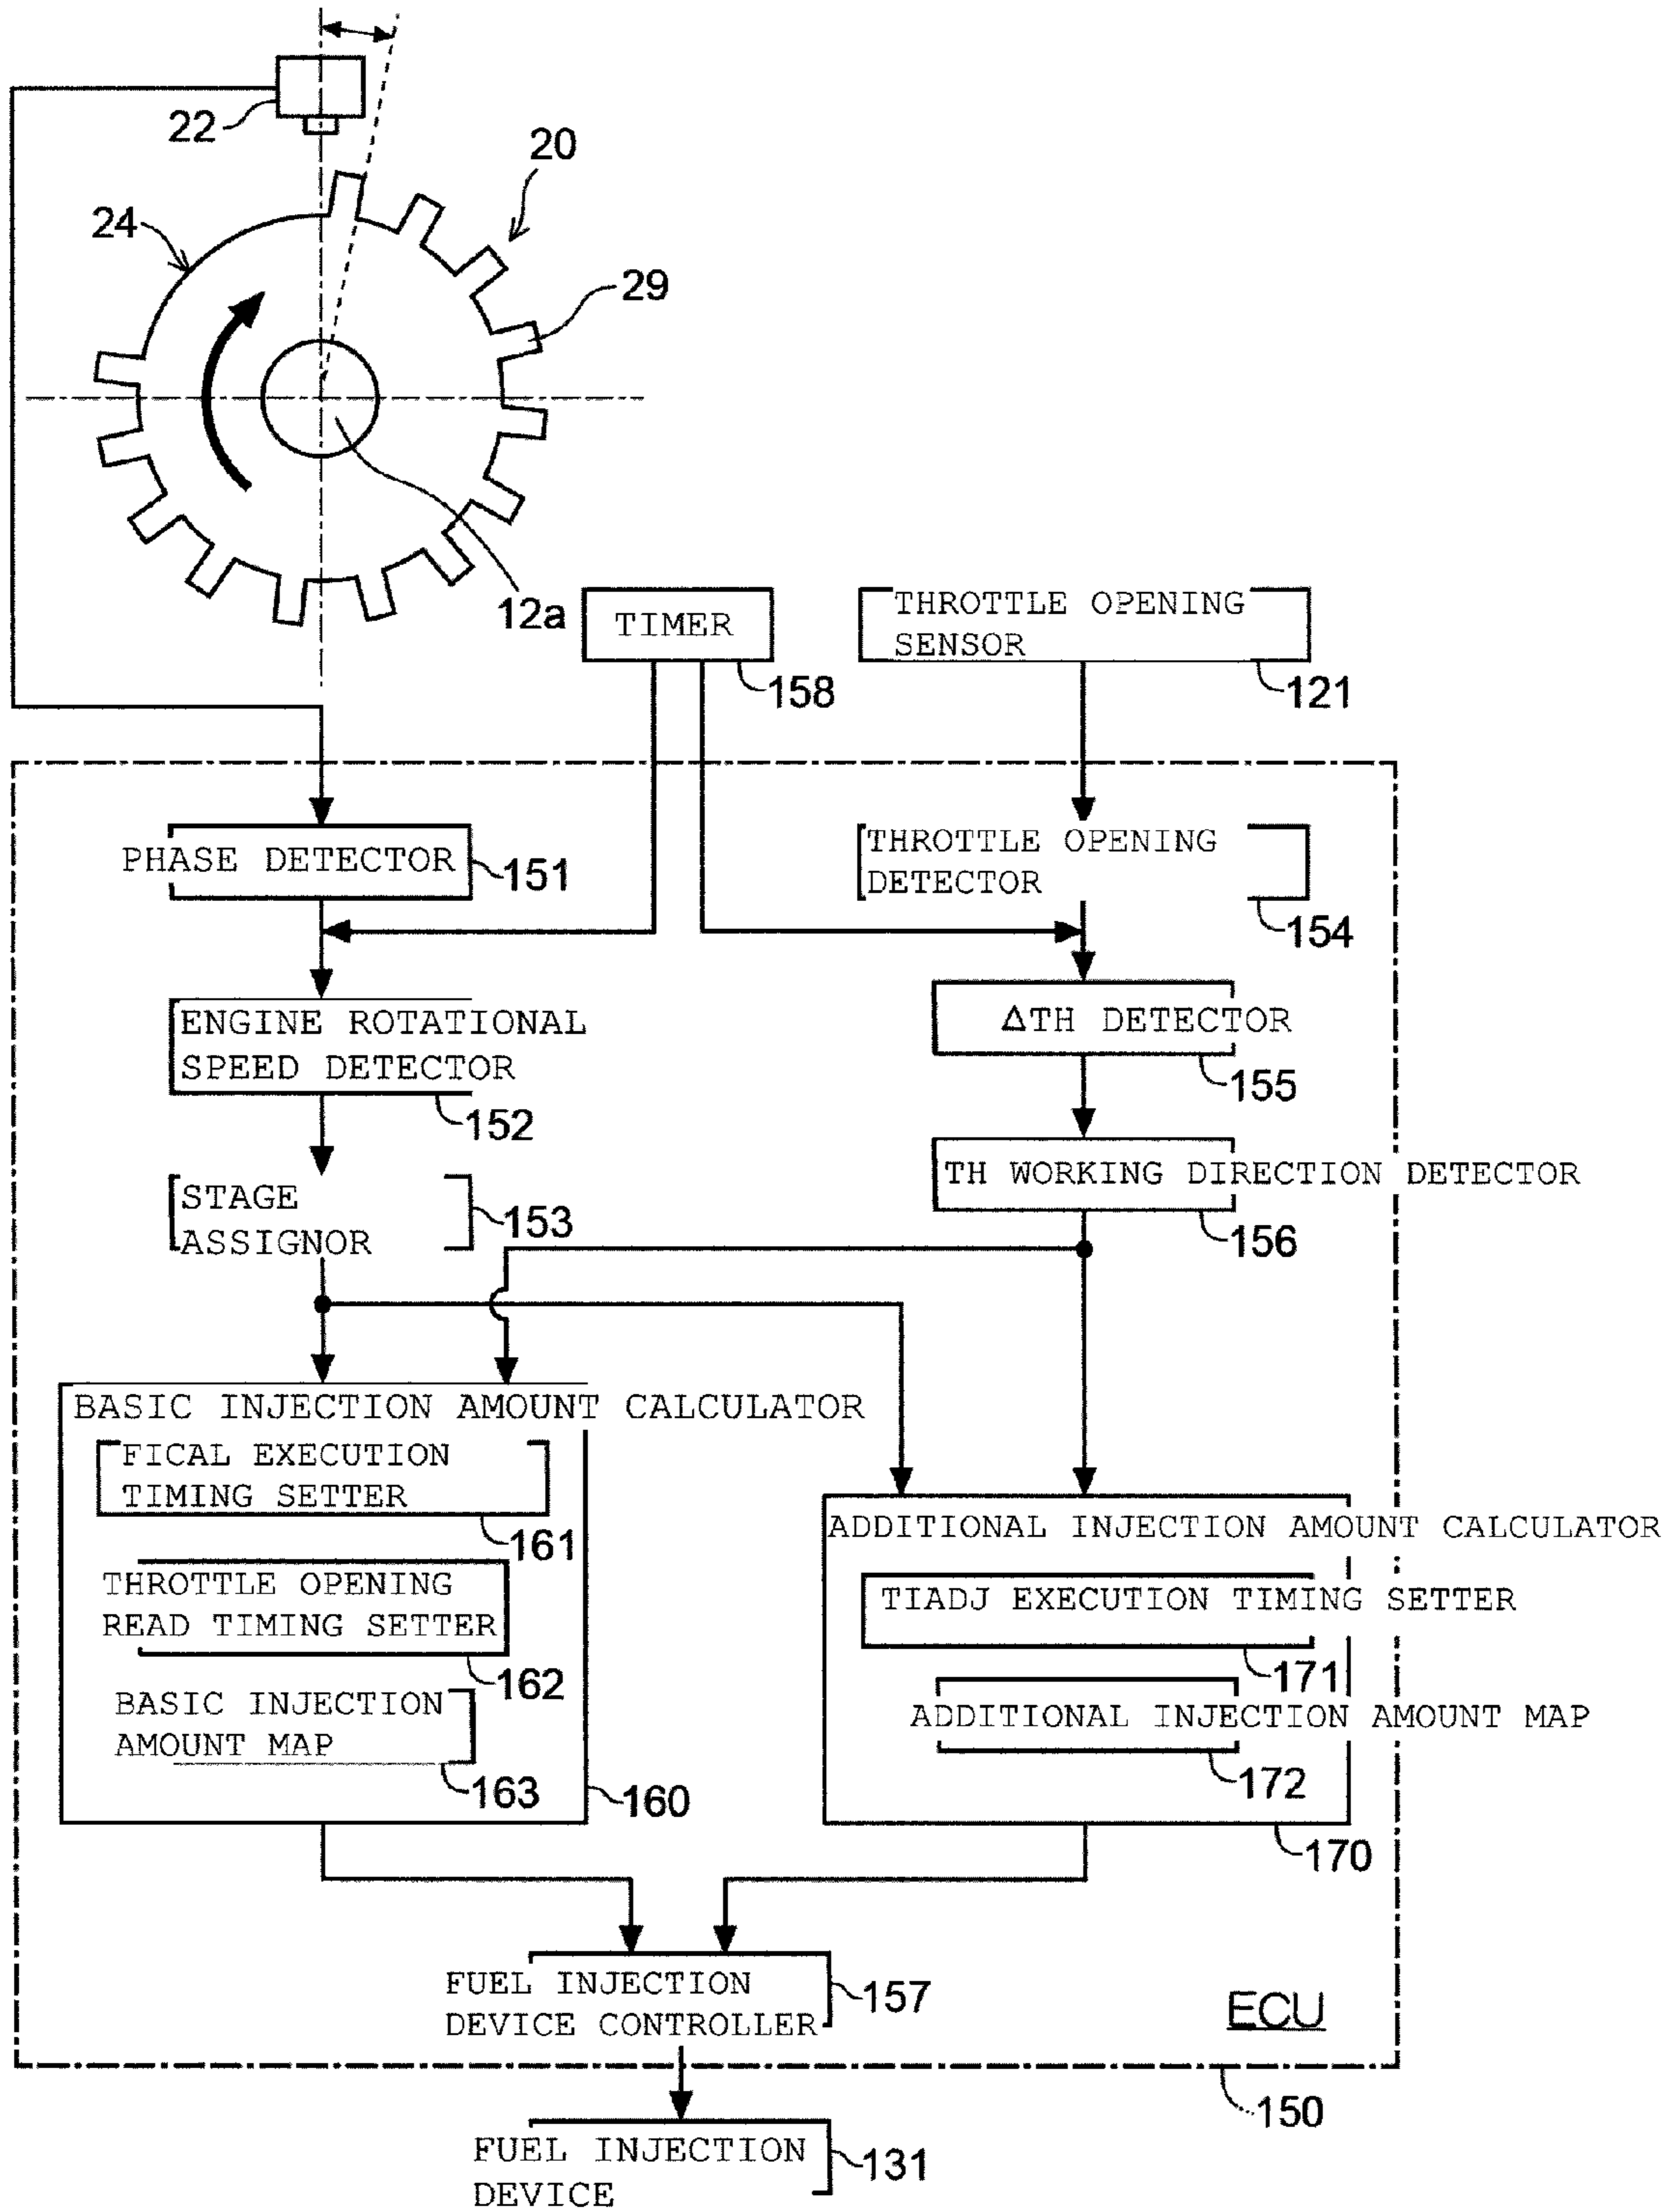 22
20
24
29
12a
TIMER
158
THROTTLE OPENING
SENSOR
121
PHASE DETECTOR
151
THROTTLE OPENING
DETECTOR
154
ENGINE ROTATIONAL
SPEED DETECTOR
152
ΔTH DETECTOR
155
STAGE
ASSIGNOR
153
TH WORKING DIRECTION DETECTOR
156
BASIC INJECTION AMOUNT CALCULATOR
FICAL EXECUTION
TIMING SETTER
161
THROTTLE OPENING
READ TIMING SETTER
162
BASIC INJECTION
AMOUNT MAP
163
160
ADDITIONAL INJECTION AMOUNT CALCULATOR
TIADJ EXECUTION TIMING SETTER
171
ADDITIONAL INJECTION AMOUNT MAP
172
170
FUEL INJECTION
DEVICE CONTROLLER
157
ECU
150
FUEL INJECTION
DEVICE
131